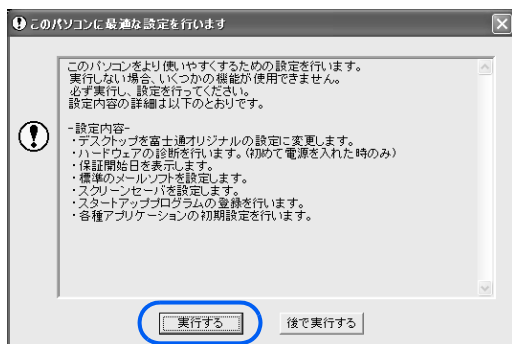 このパソコンに最適な設定を行います
このパソコンをより使いやすくするための設定を行います。
実行しない場合、いくつかの機能が使用できません。
必ず実行し、設定を行ってください。
設定内容の詳細は以下のとおりです。
-設定内容-
・デスクトップを富士通オリジナルの設定に変更します。
・ハードウェアの診断を行います。(初めて電源を入れた時のみ)
・保証開始日を表示します。
・標準のメールソフトを設定します。
・スクリーンセーバを設定します。
・スタートアッププログラムの登録を行います。
・各種アプリケーションの初期設定を行います。
実行する
後で実行する